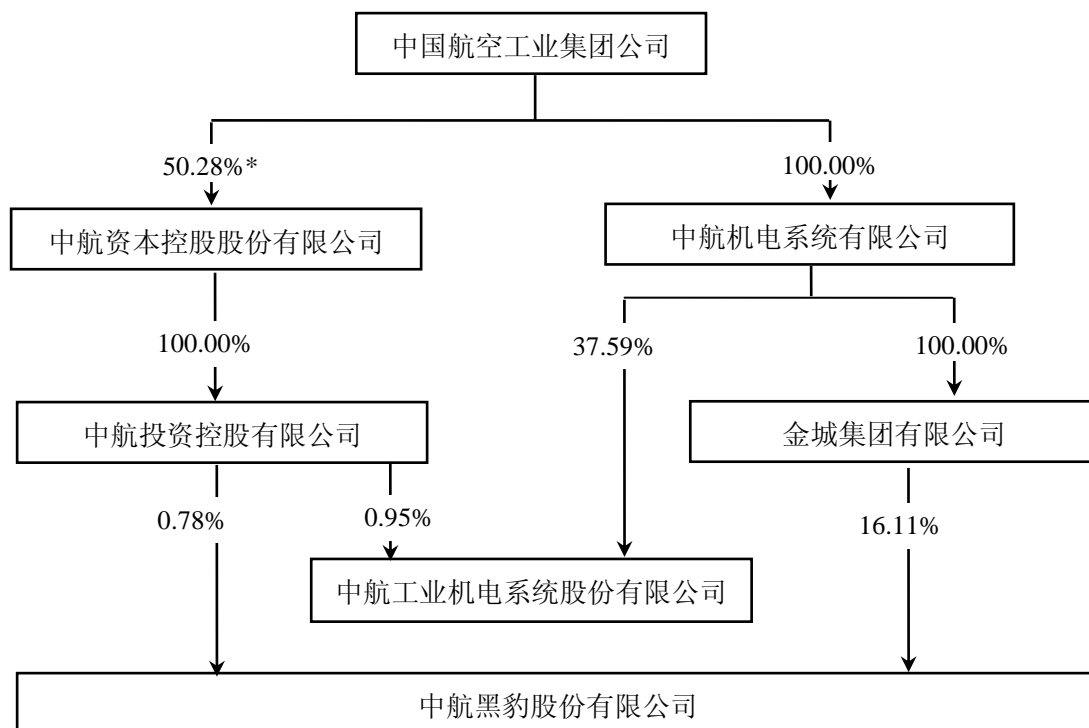 中国航空工业集团公司
50.28%*
100.00%
中航资本控股股份有限公司
中航机电系统有限公司
100.00%
37.59%
100.00%
中航投资控股有限公司
金城集团有限公司
0.78%
0.95%
16.11%
中航工业机电系统股份有限公司
中航黑豹股份有限公司